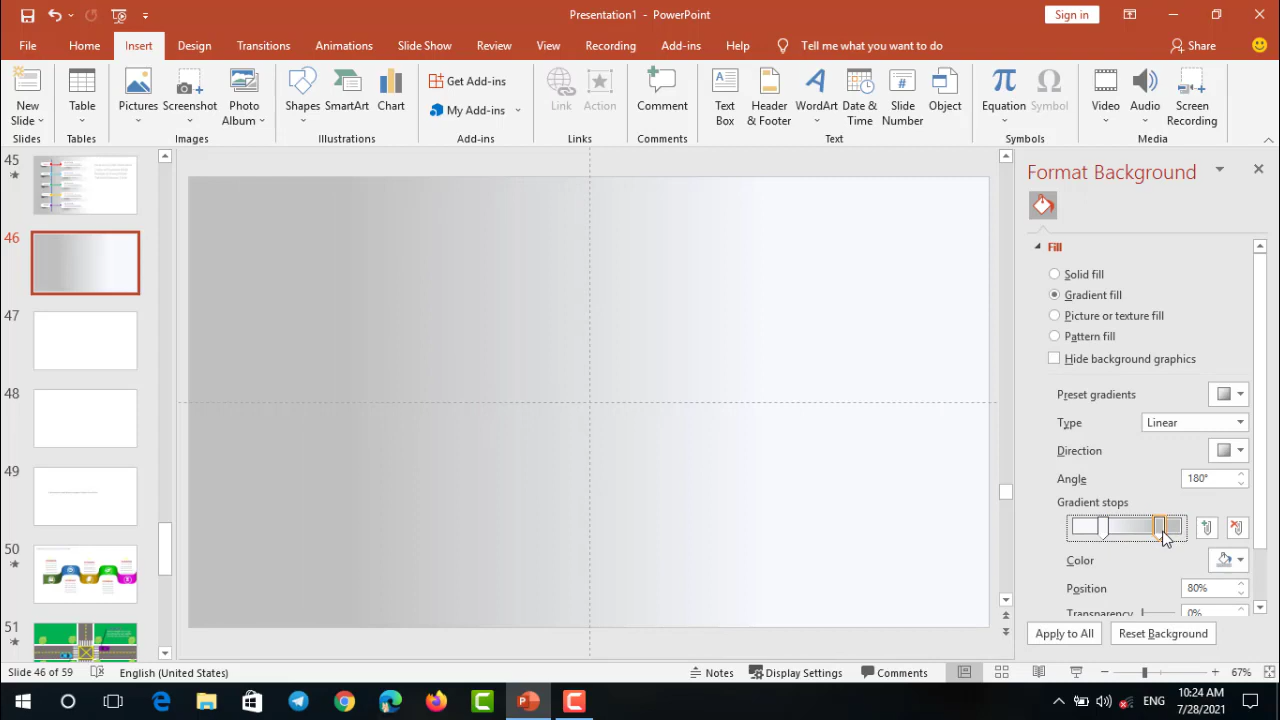 Presentation1 - PowerPoint
Sign in
File Home Insert Design Transitions Animations Slide Show Review View Recording Add-ins Help Tell me what you want to do Share
New Slide
Table
Pictures
Screenshot
Photo Album
Shapes
SmartArt
Chart
Get Add-ins
My Add-ins
Link
Action
Comment
Text Box
Header & Footer
WordArt
Date & Time
Slide Number
Object
Equation
Symbol
Video
Audio
Screen Recording
Slides Tables Images Illustrations Add-ins Links Comments Text Symbols Media
45
46
47
48
49
50
51
Format Background
Fill
Solid fill
Gradient fill
Picture or texture fill
Pattern fill
Hide background graphics
Preset gradients
Type Linear
Direction
Angle 180°
Gradient stops
Color
Position 80%
Transparency 0%
Apply to All Reset Background
Slide 46 of 59 English (United States) Notes Display Settings Comments 67%
ENG
10:24 AM
7/28/2021